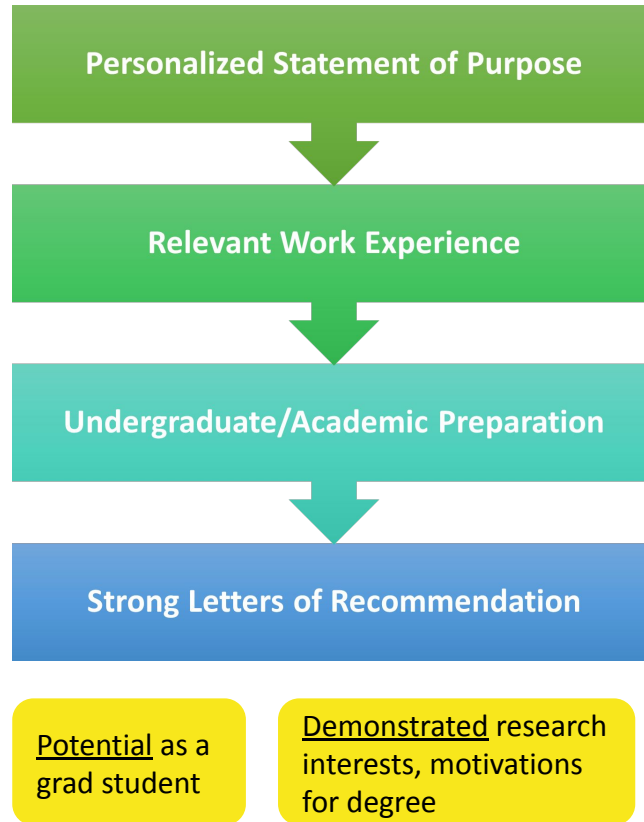 Personalized Statement of Purpose
Relevant Work Experience
Undergraduate/Academic Preparation
Strong Letters of Recommendation
Potential as a
grad student
Demonstrated research
interests, motivations
for degree